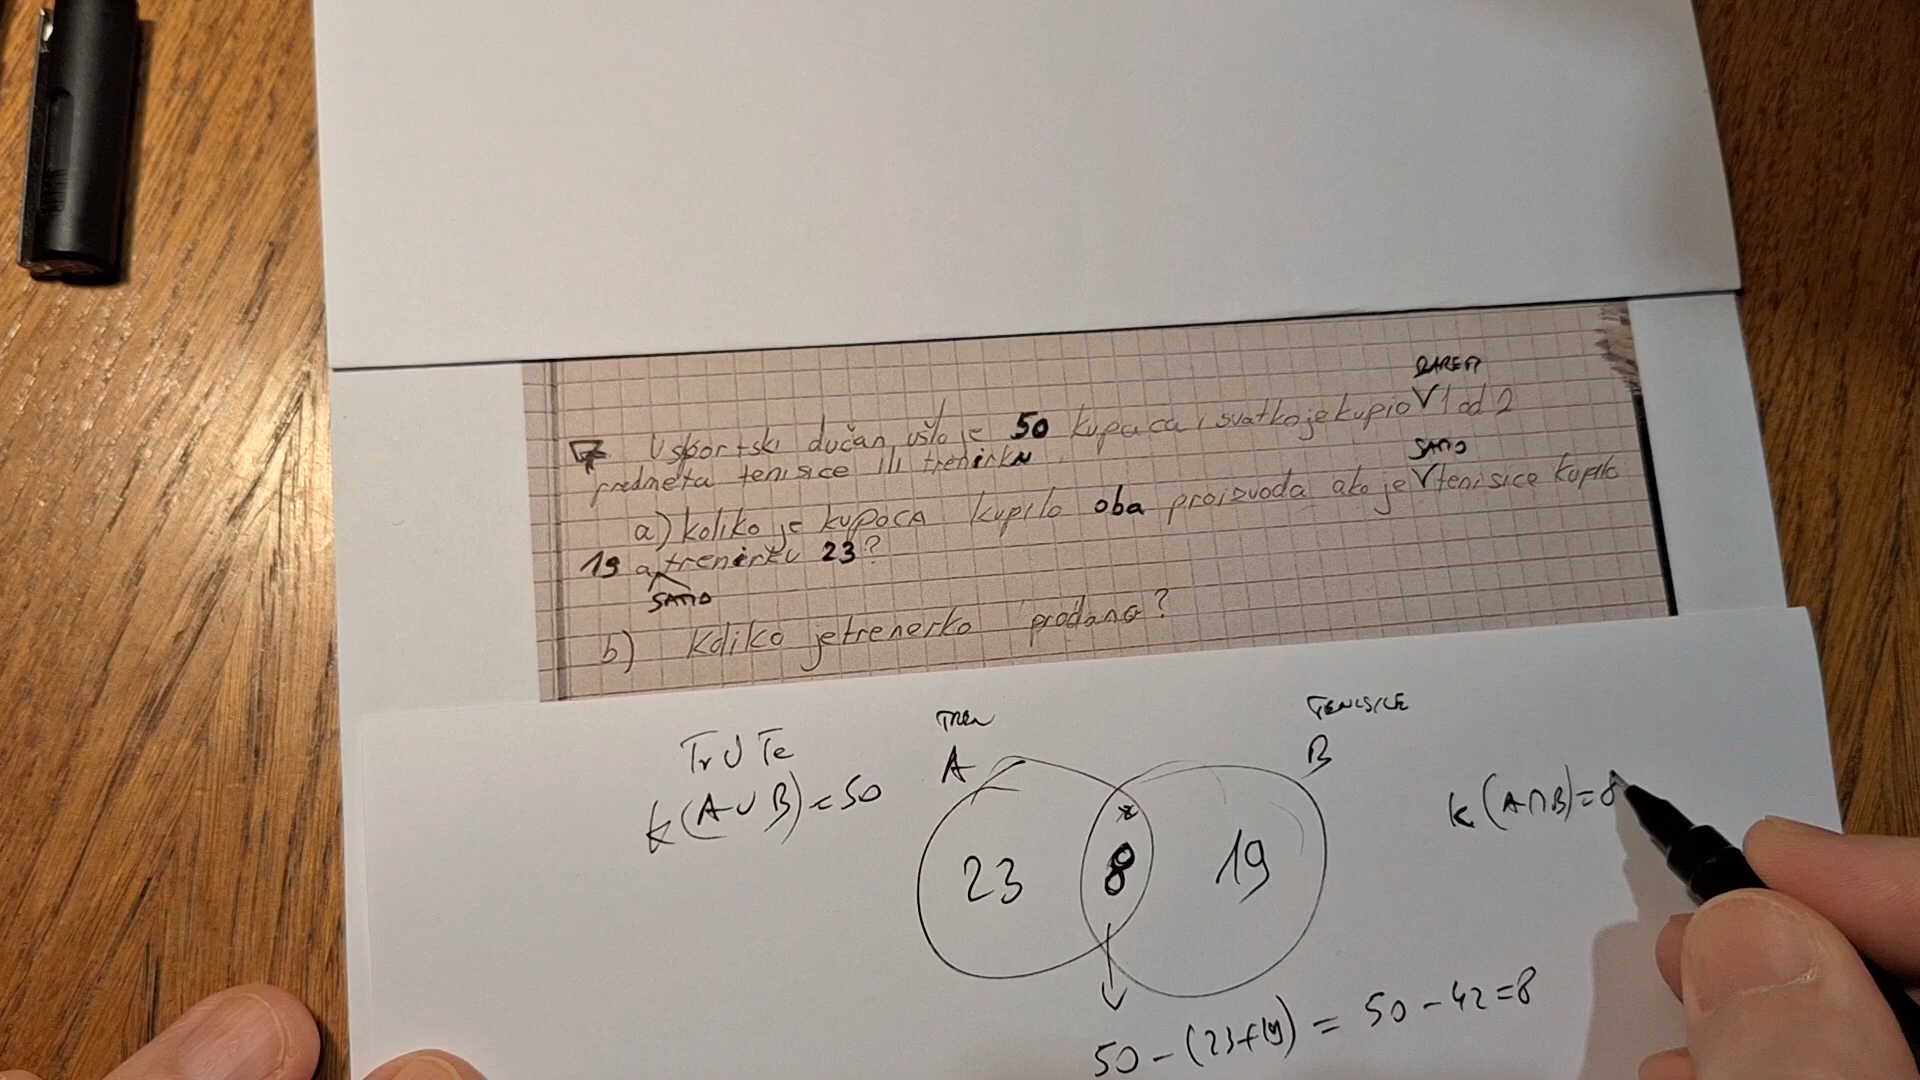 BAREM
7 U sportski dućan ušlo je 50 kupaca i svatko je kupio V 1 od 2
predmeta tenisice ili trenirku
SAMO
a) koliko je kupaca kupilo oba proizvoda ako je V tenisice kupilo
19 a trenirku 23?
SAMO
b) Koliko je trenerko prodano?
TREN
TENISICE
Tr ∪ Te
A
B
K(A∪B)=50
K(A∩B)=8
x
23
8
19
50-(23+19) = 50-42=8